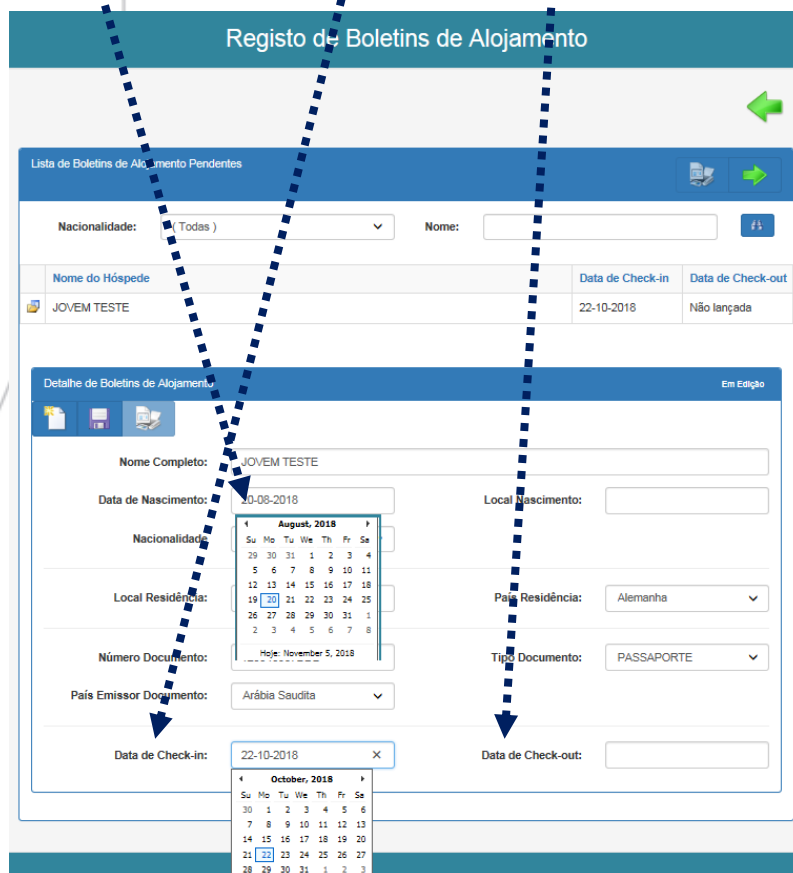 Registo de Boletins de Alojamento
Lista de Boletins de Alojamento Pendentes
Nacionalidade: ( Todas ) Nome:
Nome do Hóspede Data de Check-in Data de Check-out
JOVEM TESTE 22-10-2018 Não lançada
Detalhe de Boletins de Alojamento Em Edição
Nome Completo: JOVEM TESTE
Data de Nascimento: 20-08-2018 Local Nascimento:
Nacionalidade
August, 2018
Su Mo Tu We Th Fr Sa
29 30 31 1 2 3 4
5 6 7 8 9 10 11
12 13 14 15 16 17 18
19 20 21 22 23 24 25
26 27 28 29 30 31 1
2 3 4 5 6 7 8
Hoje: November 5, 2018
Local Residência: País Residência: Alemanha
Número Documento: Tipo Documento: PASSAPORTE
País Emissor Documento: Arábia Saudita
Data de Check-in: 22-10-2018 × Data de Check-out:
October, 2018
Su Mo Tu We Th Fr Sa
30 1 2 3 4 5 6
7 8 9 10 11 12 13
14 15 16 17 18 19 20
21 22 23 24 25 26 27
28 29 30 31 1 2 3